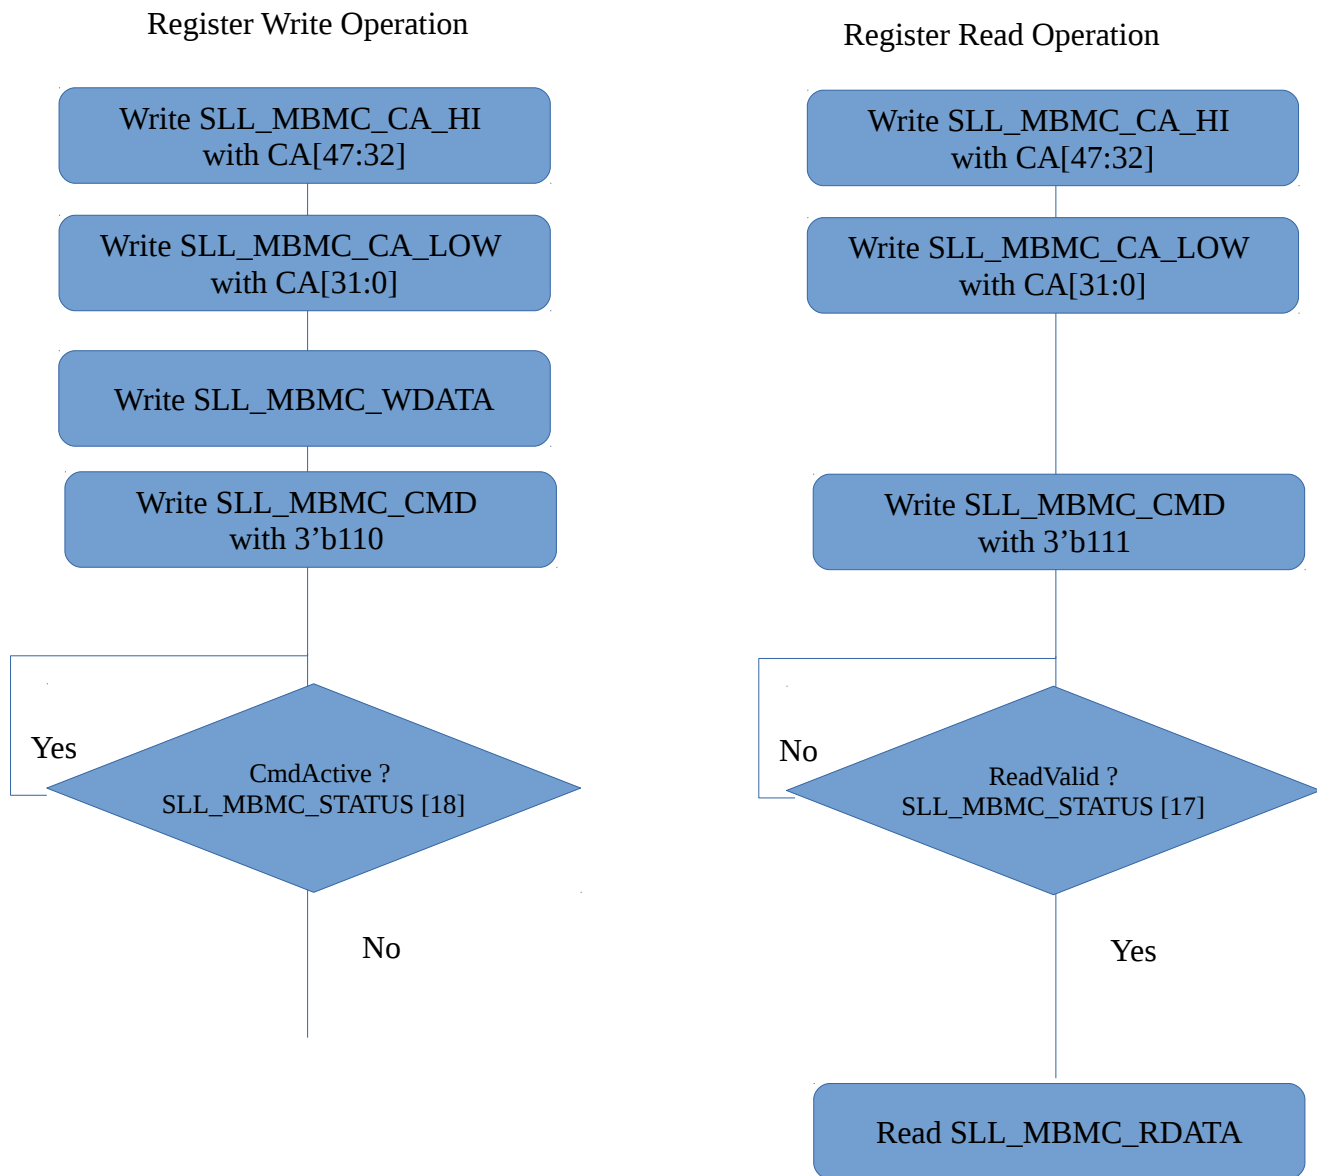 Register Write Operation
Write SLL_MBMC_CA_HI
with CA[47:32]
Write SLL_MBMC_CA_LOW
with CA[31:0]
Write SLL_MBMC_WDATA
Write SLL_MBMC_CMD
with 3’b110
Yes
CmdActive ?
SLL_MBMC_STATUS [18]
No
Register Read Operation
Write SLL_MBMC_CA_HI
with CA[47:32]
Write SLL_MBMC_CA_LOW
with CA[31:0]
Write SLL_MBMC_CMD
with 3’b111
No
ReadValid ?
SLL_MBMC_STATUS [17]
Yes
Read SLL_MBMC_RDATA